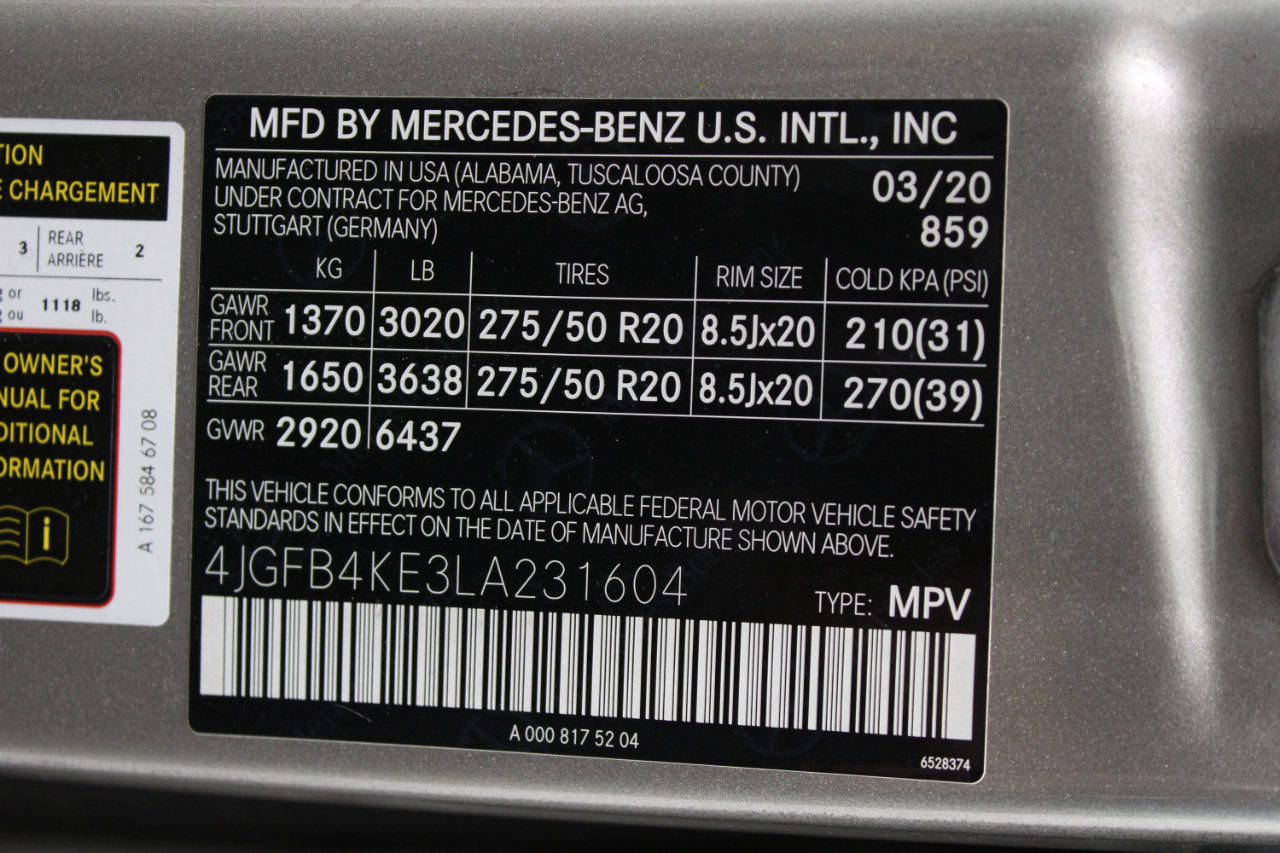 TION
E CHARGEMENT
3 REAR 2
ARRIÈRE
g or 1118 lbs.
g ou lb.
OWNER'S
NUAL FOR
DITIONAL
ORMATION
A 167 584 67 08
MFD BY MERCEDES-BENZ U.S. INTL., INC
MANUFACTURED IN USA (ALABAMA, TUSCALOOSA COUNTY) 03/20
UNDER CONTRACT FOR MERCEDES-BENZ AG,
STUTTGART (GERMANY) 859
KG LB TIRES RIM SIZE COLD KPA (PSI)
GAWR FRONT 1370 3020 275/50 R20 8.5Jx20 210(31)
GAWR REAR 1650 3638 275/50 R20 8.5Jx20 270(39)
GVWR 2920 6437
THIS VEHICLE CONFORMS TO ALL APPLICABLE FEDERAL MOTOR VEHICLE SAFETY
STANDARDS IN EFFECT ON THE DATE OF MANUFACTURE SHOWN ABOVE.
4JGFB4KE3LA231604 TYPE: MPV
A 000 817 52 04
6528374